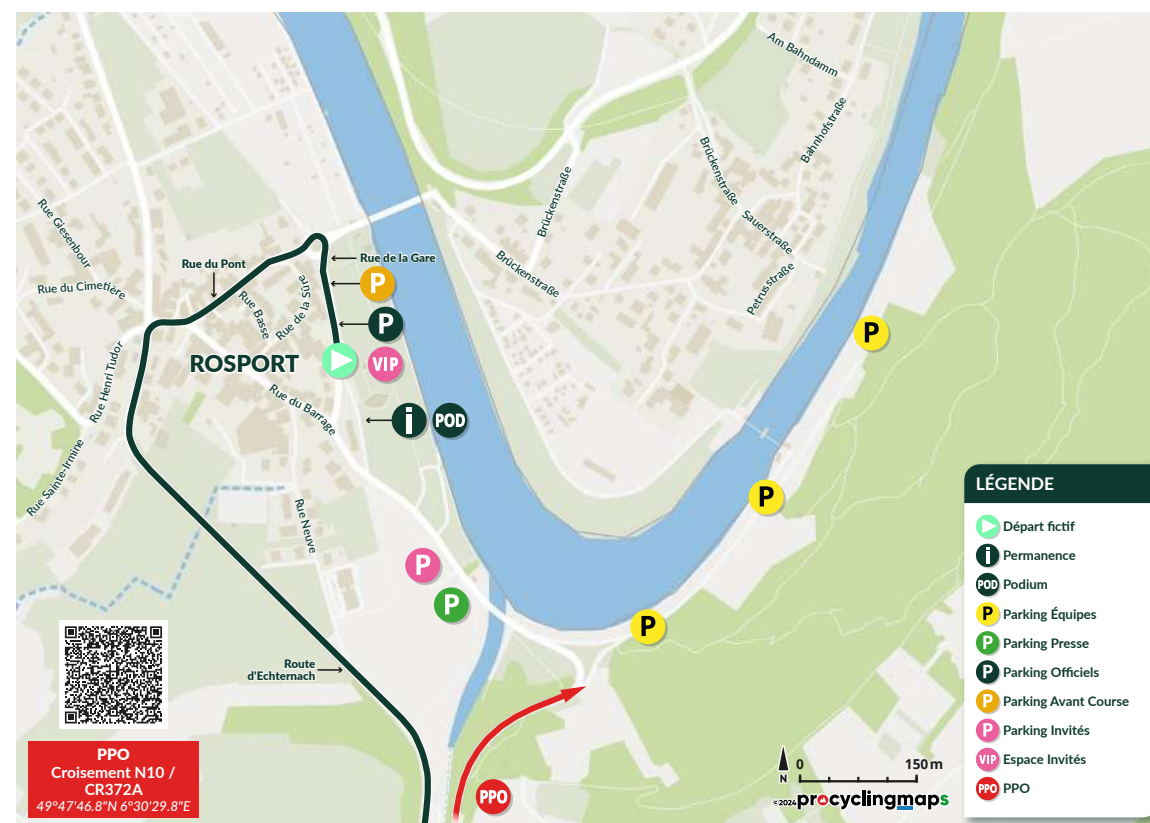 Am Bahndamm
Bahnhofstraße
Brückenstraße
Brückenstraße
Sauerstraße
Rue Giesenbour
Rue de la Gare
Rue du Pont
P
Brückenstraße
Petrusstraße
Rue du Cimetière
Rue Basse
Rue de la Sûre
P
P
ROSPORT
VIP
Rue Henri Tudor
Rue du Barrage
i
POD
Rue Sainte-Irmine
P
Rue Neuve
P
P
P
Route
d'Echternach
PPO
Croisement N10 /
CR372A
49°47'46.8"N 6°30'29.8"E
PPO
LÉGENDE
Départ fictif
i Permanence
POD Podium
P Parking Équipes
P Parking Presse
P Parking Officiels
P Parking Avant Course
P Parking Invités
VIP Espace Invités
PPO PPO
N
0 150 m
©2024 procyclingmaps